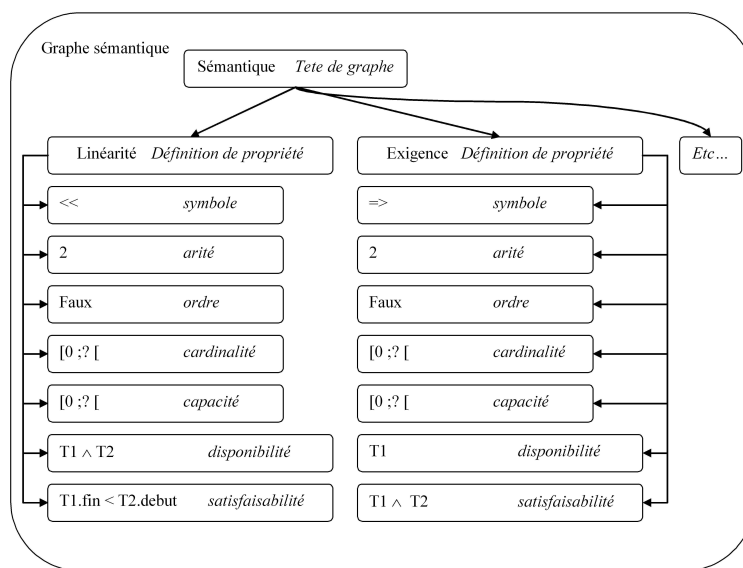 Graphe sémantique
Sémantique Tete de graphe
Linéarité Définition de propriété
Exigence Définition de propriété
Etc…
<< symbole
=> symbole
2 arité
2 arité
Faux ordre
Faux ordre
[0 ;? [ cardinalité
[0 ;? [ cardinalité
[0 ;? [ capacité
[0 ;? [ capacité
T1 ∧ T2 disponibilité
T1 disponibilité
T1.fin < T2.debut satisfaisabilité
T1 ∧ T2 satisfaisabilité